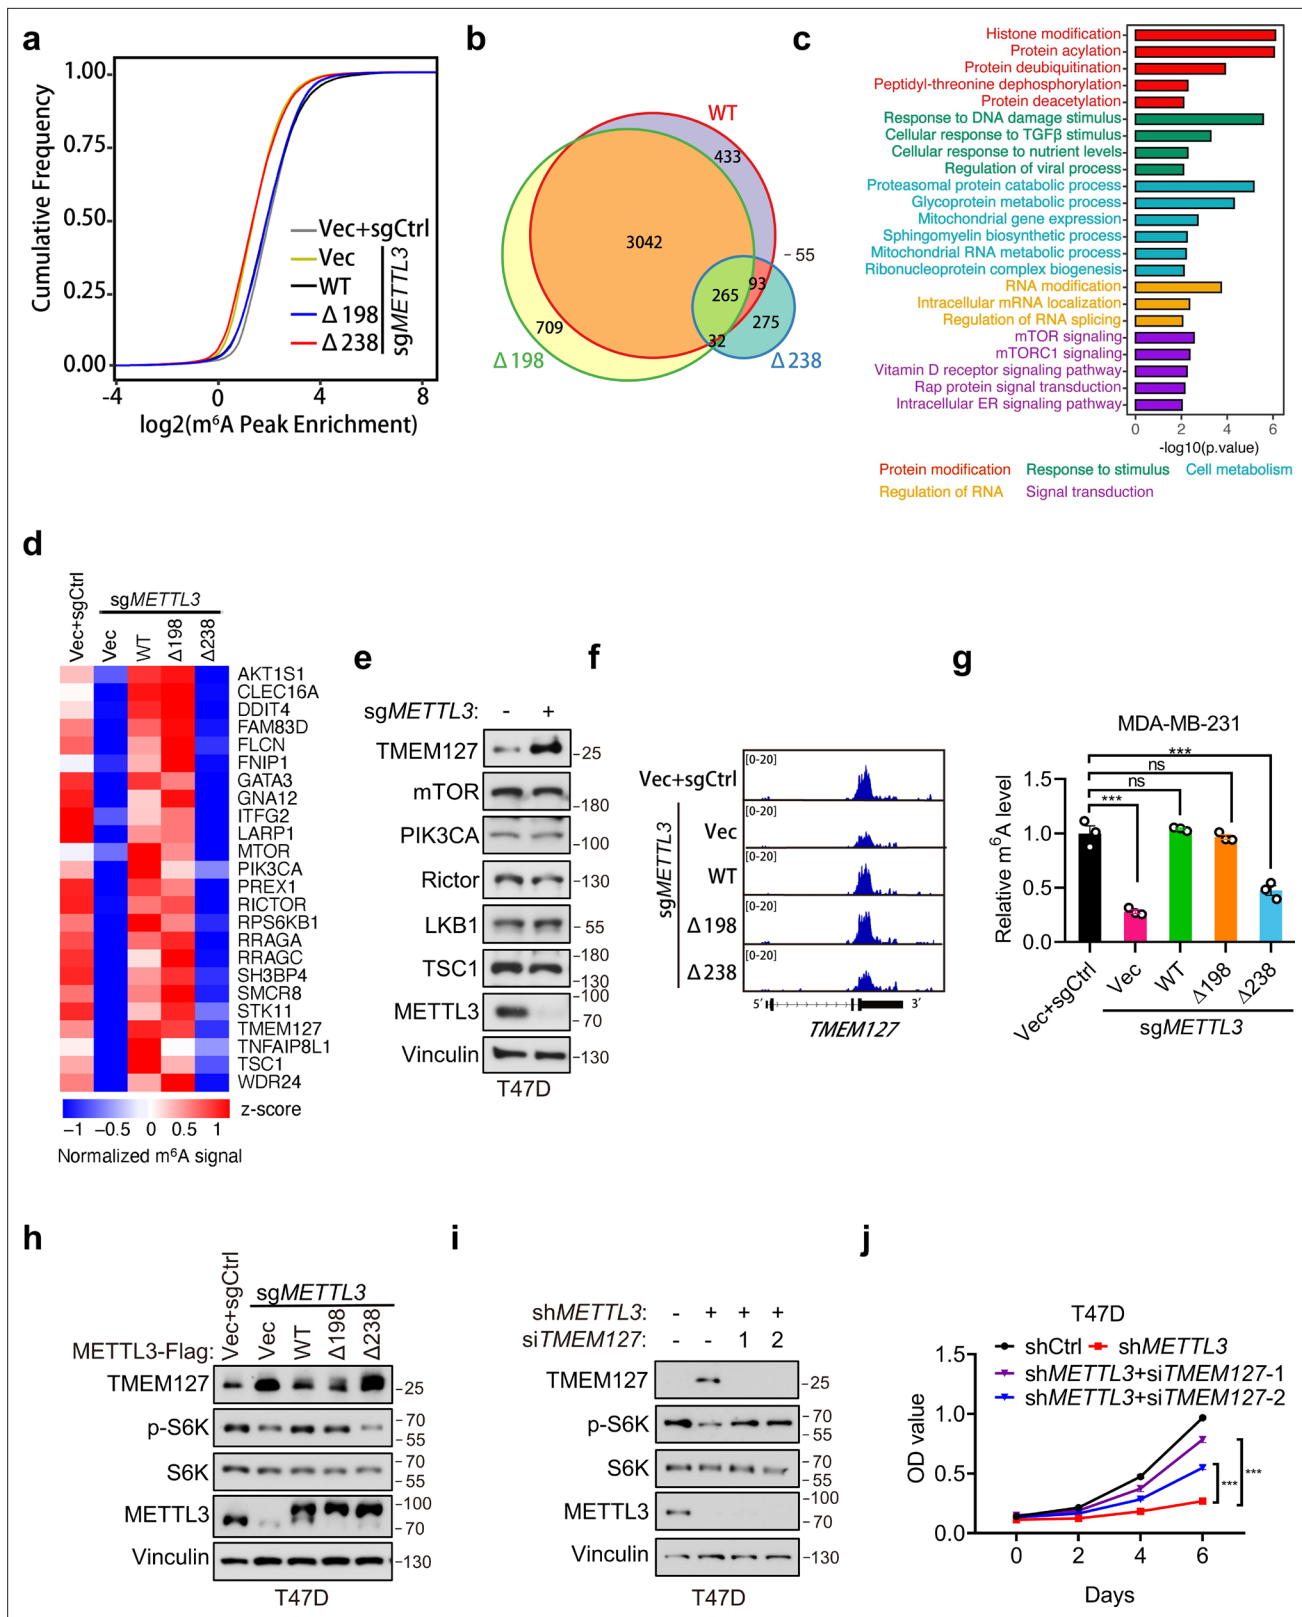 a
Cumulative Frequency
1.00
0.75
0.50
0.25
0.00
-4 0 4 8
log2(m⁶A Peak Enrichment)
Vec+sgCtrl
Vec
WT
Δ198
Δ238
sgMETTL3
b
WT
433
3042
55
93
265
275
709
32
Δ198
Δ238
c
Histone modification
Protein acylation
Protein deubiquitination
Peptidyl-threonine dephosphorylation
Protein deacetylation
Response to DNA damage stimulus
Cellular response to TGFβ stimulus
Cellular response to nutrient levels
Regulation of viral process
Proteasomal protein catabolic process
Glycoprotein metabolic process
Mitochondrial gene expression
Sphingomyelin biosynthetic process
Mitochondrial RNA metabolic process
Ribonucleoprotein complex biogenesis
RNA modification
Intracellular mRNA localization
Regulation of RNA splicing
mTOR signaling
mTORC1 signaling
Vitamin D receptor signaling pathway
Rap protein signal transduction
Intracellular ER signaling pathway
0 2 4 6
-log10(p.value)
Protein modification Response to stimulus Cell metabolism
Regulation of RNA Signal transduction
d
sgMETTL3
Vec+sgCtrl Vec WT Δ198 Δ238
AKT1S1
CLEC16A
DDIT4
FAM83D
FLCN
FNIP1
GATA3
GNA12
ITFG2
LARP1
MTOR
PIK3CA
PREX1
RICTOR
RPS6KB1
RRAGA
RRAGC
SH3BP4
SMCR8
STK11
TMEM127
TNFAIP8L1
TSC1
WDR24
z-score
−1 −0.5 0 0.5 1
Normalized m⁶A signal
e
sgMETTL3: - +
TMEM127 -25
mTOR -180
PIK3CA -100
Rictor -130
LKB1 -55
TSC1 -180
-130
METTL3 -100
-70
Vinculin -130
T47D
f
Vec+sgCtrl [0-20]
Vec [0-20]
WT [0-20]
Δ198 [0-20]
Δ238 [0-20]
sgMETTL3
5′ 3′
TMEM127
g
MDA-MB-231
Relative m⁶A level
1.5
1.0
0.5
0.0
***
ns
ns
***
Vec+sgCtrl Vec WT Δ198 Δ238
sgMETTL3
h
sgMETTL3
METTL3-Flag: Vec+sgCtrl Vec WT Δ198 Δ238
TMEM127 -25
p-S6K -70
-55
S6K -70
-55
METTL3 -100
-70
Vinculin -130
T47D
i
shMETTL3: - + + +
siTMEM127: - - 1 2
TMEM127 -25
p-S6K -70
-55
S6K -70
-55
METTL3 -100
-70
Vinculin -130
T47D
j
T47D
shCtrl shMETTL3
shMETTL3+siTMEM127-1
shMETTL3+siTMEM127-2
OD value
1.5
1.0
0.5
0.0
***
***
0 2 4 6
Days